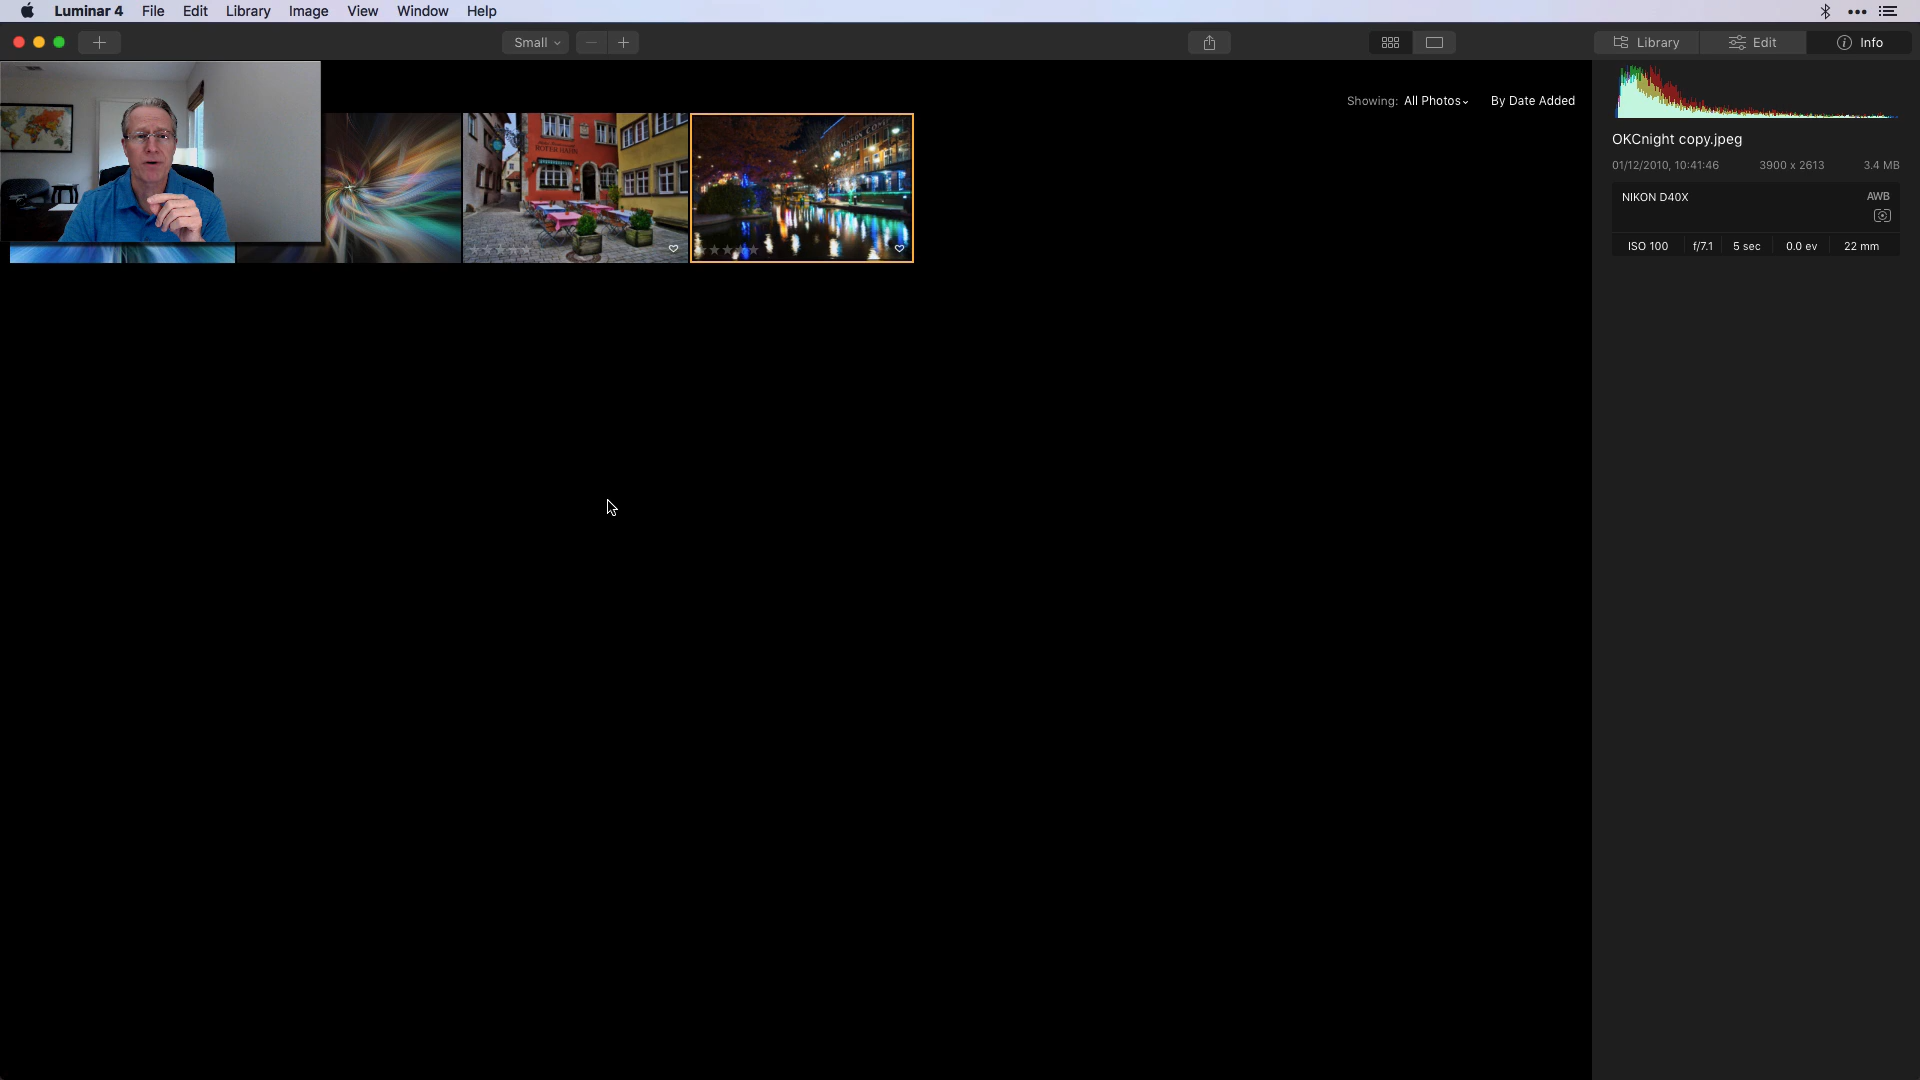 Luminar 4 File Edit Library Image View Window Help
Small
Library Edit Info
Showing: All Photos By Date Added
OKCnight copy.jpeg
01/12/2010, 10:41:46 3900 x 2613 3.4 MB
NIKON D40X AWB
ISO 100 f/7.1 5 sec 0.0 ev 22 mm
ROTER HAHN